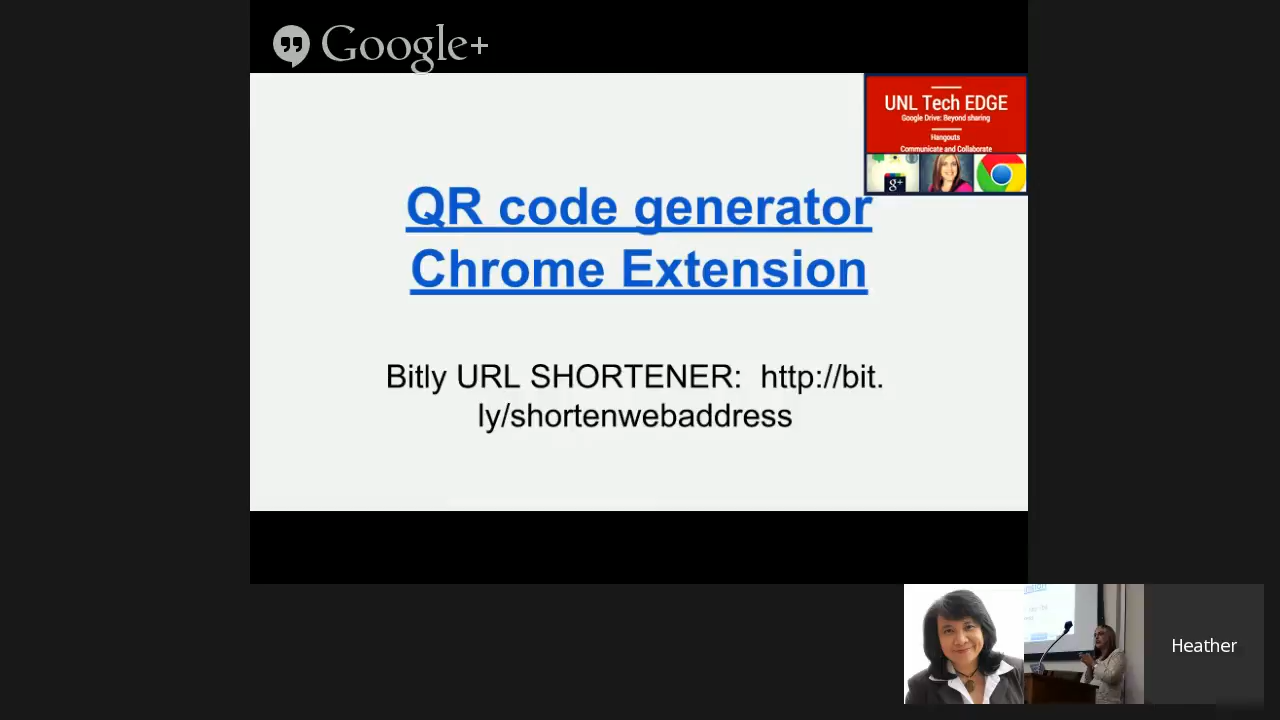 Google+
UNL Tech EDGE
Google Drive: Beyond sharing
Hangouts
Communicate and Collaborate
g+
QR code generator
Chrome Extension
Bitly URL SHORTENER:  http://bit.
ly/shortenwebaddress
Heather